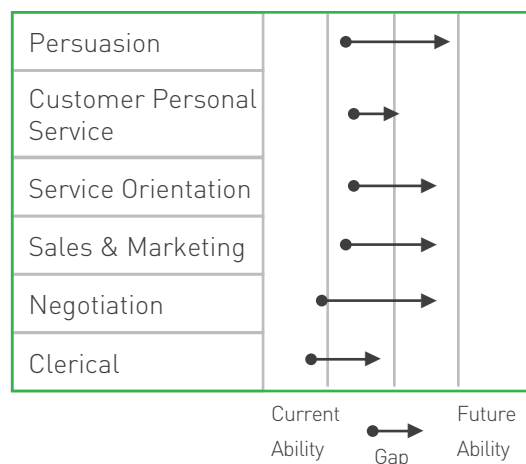 Persuasion
Customer Personal
Service
Service Orientation
Sales & Marketing
Negotiation
Clerical
Current
Ability
Gap
Future
Ability